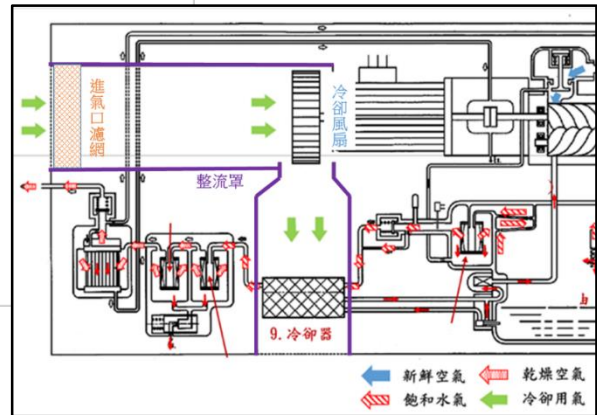 進氣口濾網
冷卻風扇
整流罩
9. 冷卻器
新鮮空氣
乾燥空氣
飽和水氣
冷卻用氣